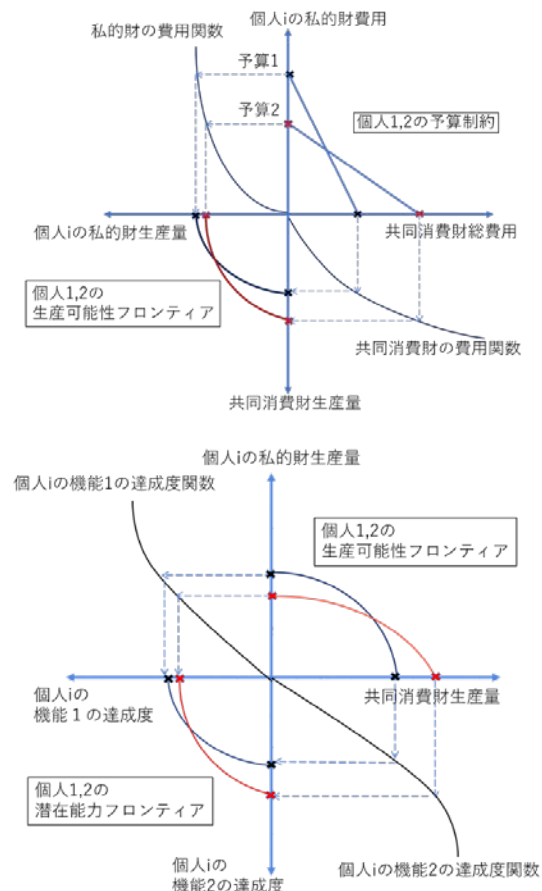 個人iの私的財費用
私的財の費用関数
予算1
予算2
個人1,2の予算制約
個人iの私的財生産量
共同消費財総費用
個人1,2の
生産可能性フロンティア
共同消費財の費用関数
共同消費財生産量
個人iの私的財生産量
個人iの機能1の達成度関数
個人1,2の
生産可能性フロンティア
個人iの
機能１の達成度
共同消費財生産量
個人1,2の
潜在能力フロンティア
個人iの
機能2の達成度
個人iの機能2の達成度関数